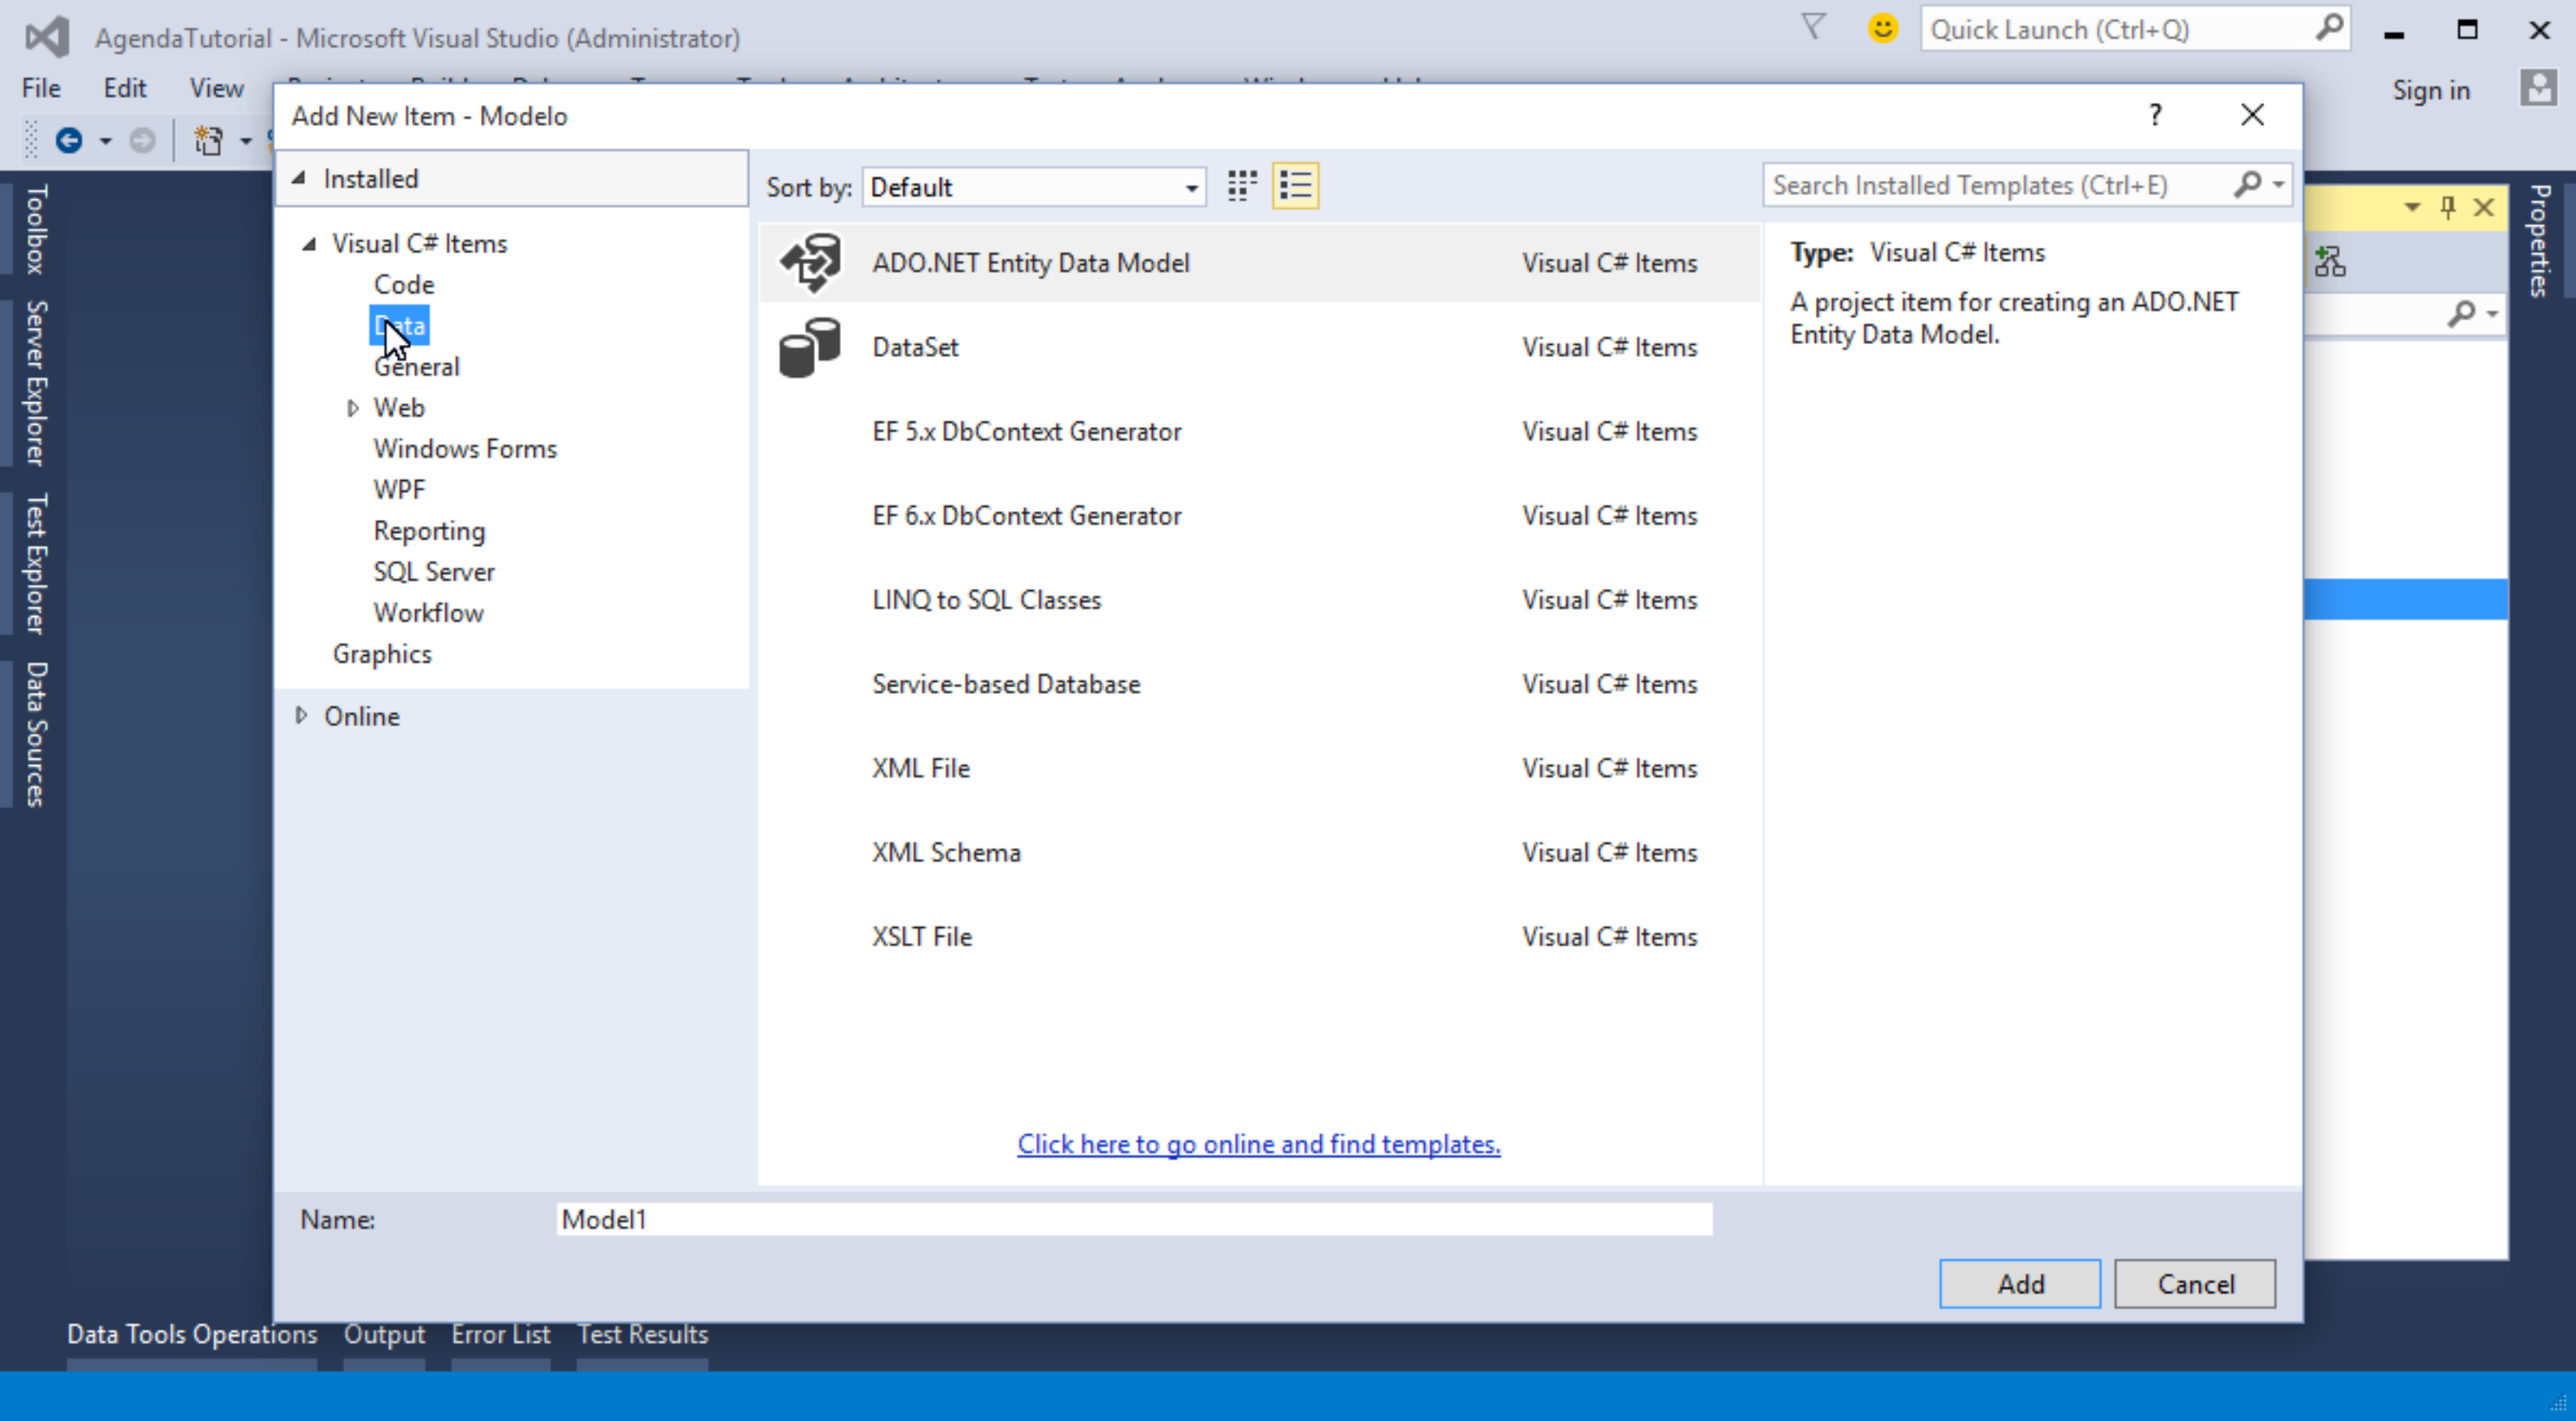 AgendaTutorial - Microsoft Visual Studio (Administrator)
Quick Launch (Ctrl+Q)
File Edit View
Sign in
Add New Item - Modelo
?
Installed
Sort by: Default
Search Installed Templates (Ctrl+E)
Visual C# Items
Code
Data
General
Web
Windows Forms
WPF
Reporting
SQL Server
Workflow
Graphics
Online
ADO.NET Entity Data Model Visual C# Items
DataSet Visual C# Items
EF 5.x DbContext Generator Visual C# Items
EF 6.x DbContext Generator Visual C# Items
LINQ to SQL Classes Visual C# Items
Service-based Database Visual C# Items
XML File Visual C# Items
XML Schema Visual C# Items
XSLT File Visual C# Items
Click here to go online and find templates.
Type: Visual C# Items
A project item for creating an ADO.NET
Entity Data Model.
Name: Model1
Add Cancel
Toolbox
Server Explorer
Test Explorer
Data Sources
Properties
Data Tools Operations Output Error List Test Results